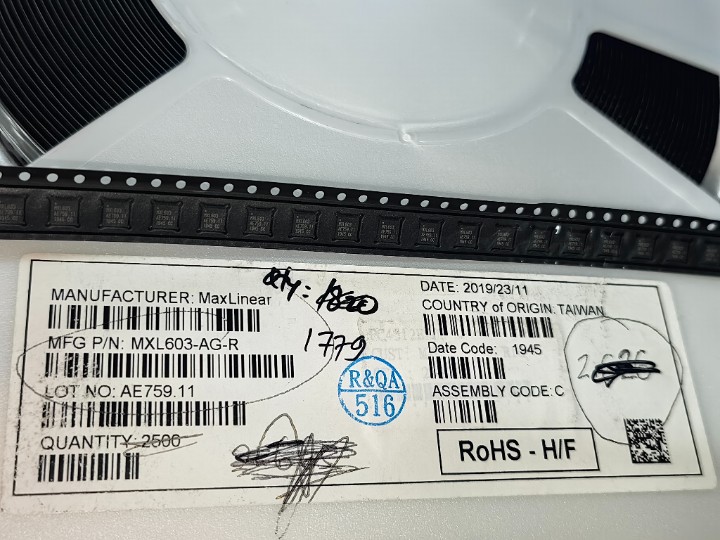 MANUFACTURER: MaxLinear
MFG P/N: MXL603-AG-R
LOT NO: AE759.11
QUANTITY 2500
Qty:
1779
R&QA
516
DATE: 2019/23/11
COUNTRY of ORIGIN: TAIWAN
Date Code: 1945
ASSEMBLY CODE: C
RoHS - H/F